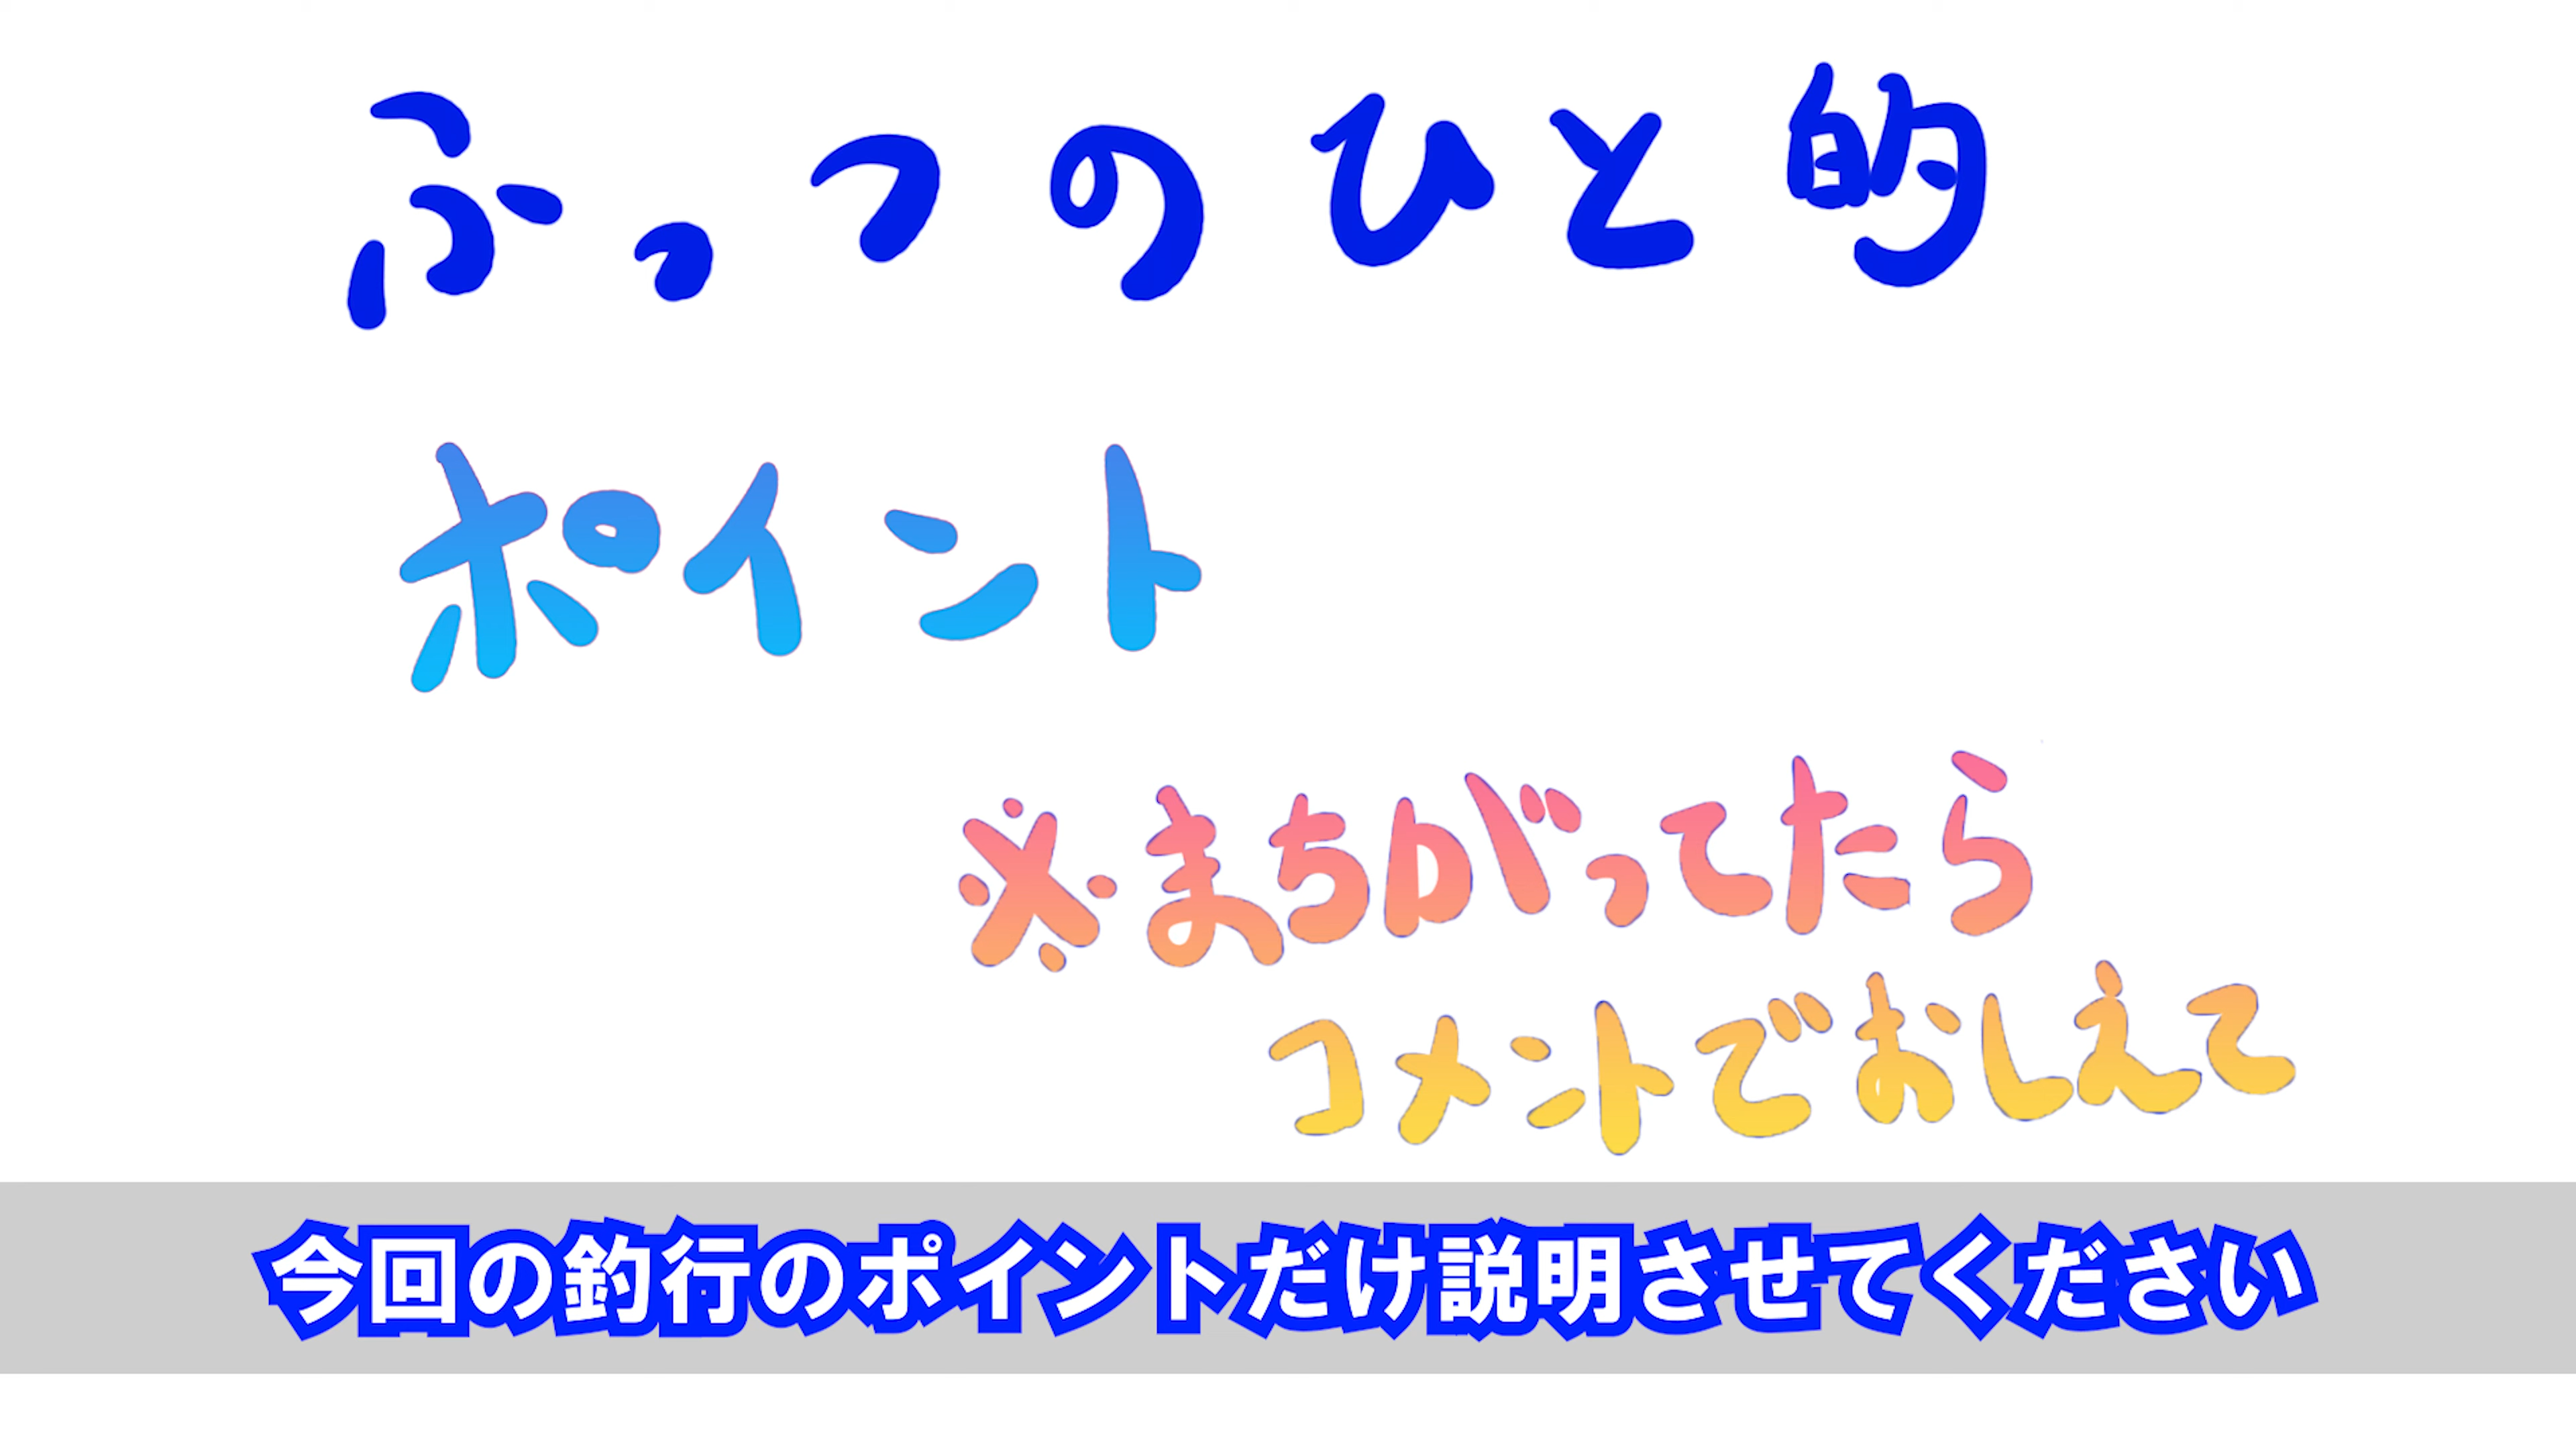 ふっつのひと的
ポイント
※まちがってたら
コメントでおしえて
今回の釣行のポイントだけ説明させてください